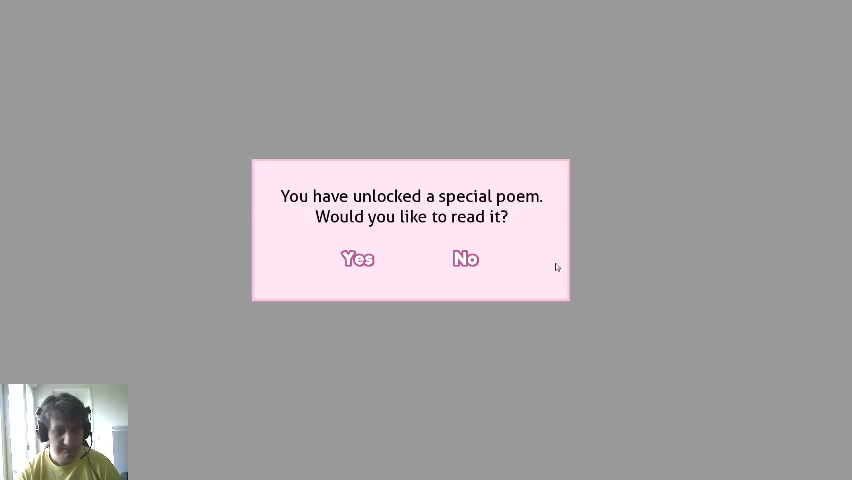 You have unlocked a special poem.
Would you like to read it?
Yes No